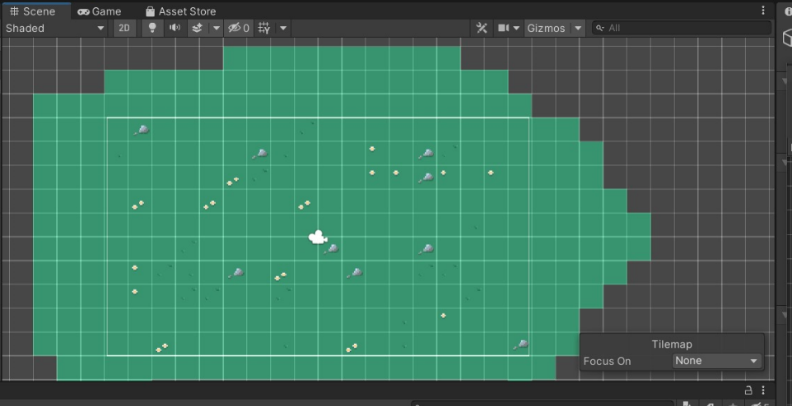 Scene Game Asset Store
Shaded 2D 0 Gizmos All
Tilemap
Focus On None